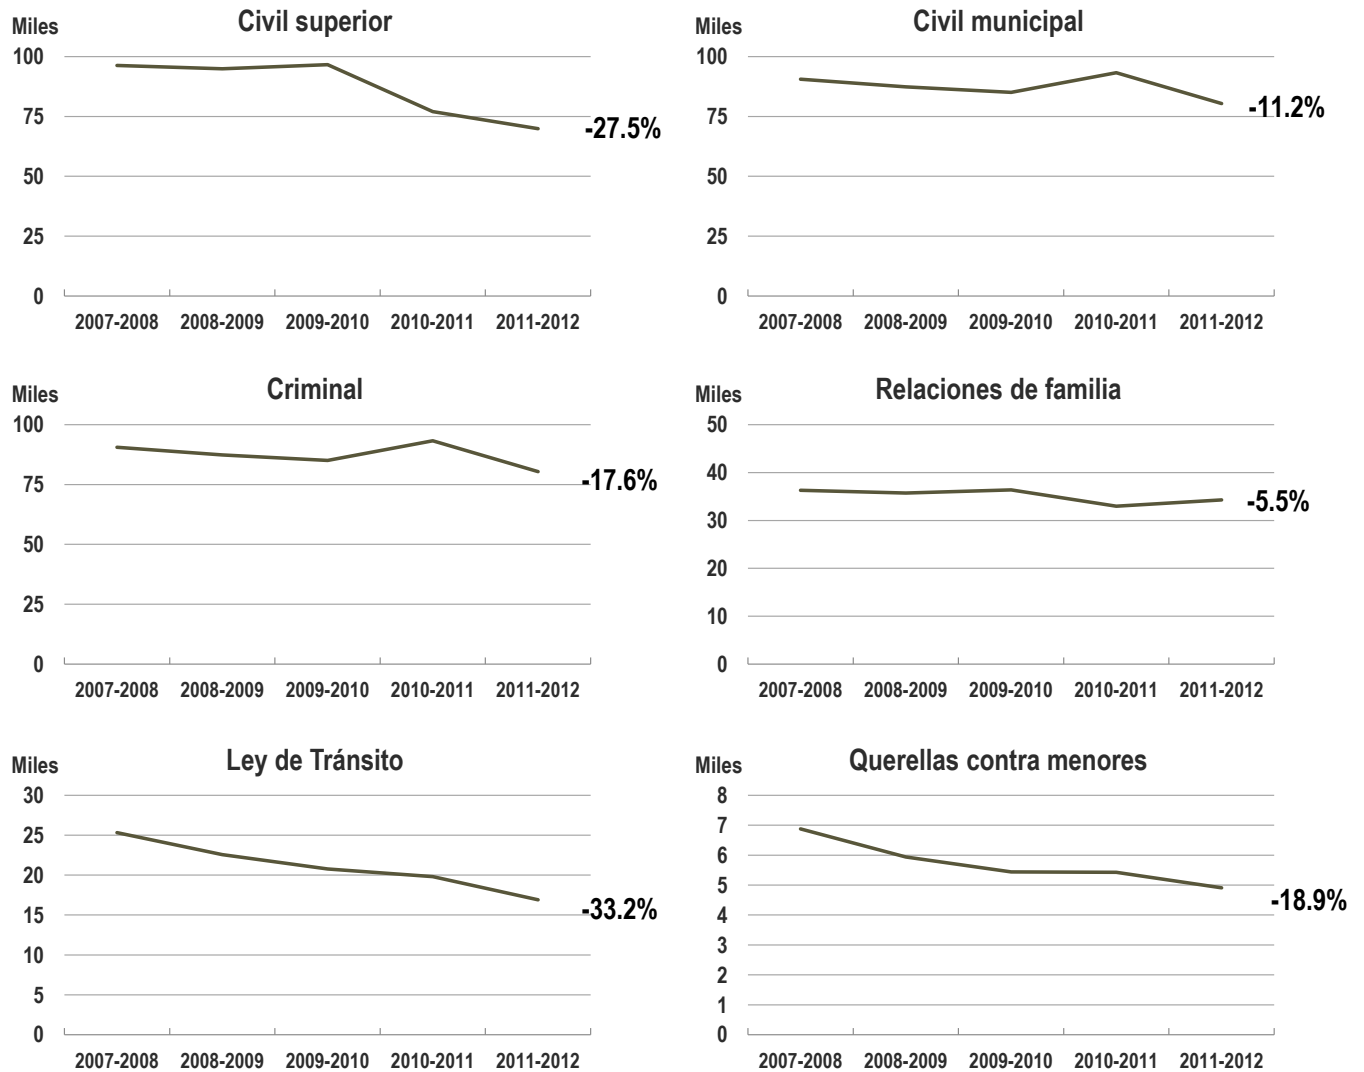 Civil superior
Miles
100
75
50
25
0
-27.5%
2007-2008 2008-2009 2009-2010 2010-2011 2011-2012
Civil municipal
Miles
100
75
50
25
0
-11.2%
2007-2008 2008-2009 2009-2010 2010-2011 2011-2012
Criminal
Miles
100
75
50
25
0
-17.6%
2007-2008 2008-2009 2009-2010 2010-2011 2011-2012
Relaciones de familia
Miles
50
40
30
20
10
0
-5.5%
2007-2008 2008-2009 2009-2010 2010-2011 2011-2012
Ley de Tránsito
Miles
30
25
20
15
10
5
0
-33.2%
2007-2008 2008-2009 2009-2010 2010-2011 2011-2012
Querellas contra menores
Miles
8
7
6
5
4
3
2
1
0
-18.9%
2007-2008 2008-2009 2009-2010 2010-2011 2011-2012